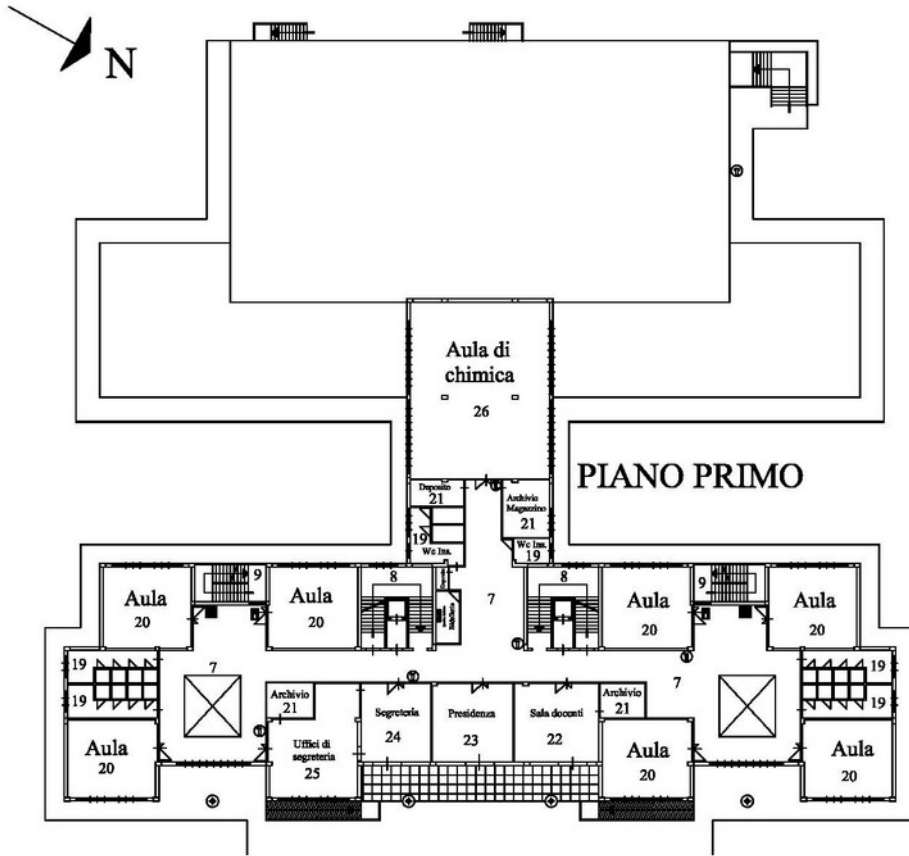 N
Aula di
chimica
26
PIANO PRIMO
Deposito
21
Archivio
Magazzino
21
19
Wc Ins.
Wc Ins.
19
Aula
20
9
Aula
20
8
7
8
Aula
20
9
Aula
20
19
19
7
7
19
19
Archivio
21
Segreteria
24
Presidenza
23
Sala docenti
22
Archivio
21
Aula
20
Uffici di
segreteria
25
Aula
20
Aula
20